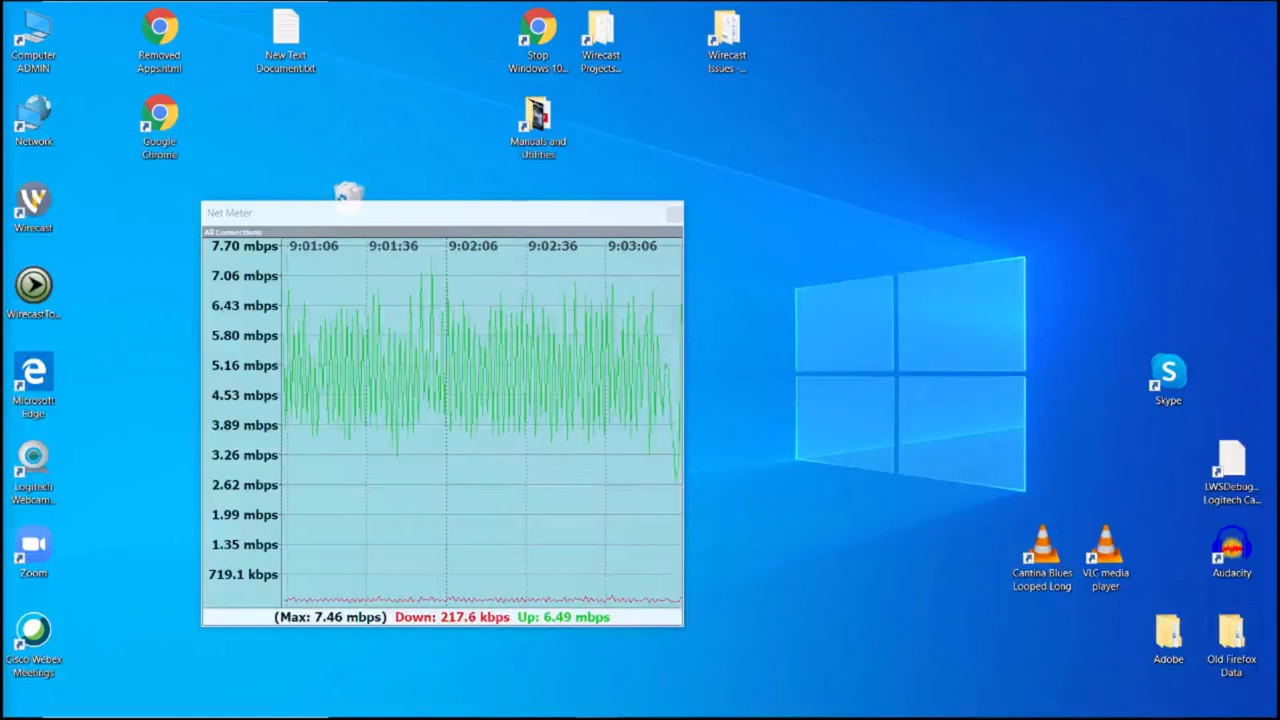 Computer
ADMIN
Removed
Apps.html
New Text
Document.txt
Stop
Windows 10...
Wirecast
Projects...
Wirecast
Issues -...
Network
Google
Chrome
Manuals and
Utilities
Wirecast
WirecastTo...
Microsoft
Edge
Logitech
Webcam...
Zoom
Cisco Webex
Meetings
Net Meter
All Connections
7.70 mbps
9:01:06
9:01:36
9:02:06
9:02:36
9:03:06
7.06 mbps
6.43 mbps
5.80 mbps
5.16 mbps
4.53 mbps
3.89 mbps
3.26 mbps
2.62 mbps
1.99 mbps
1.35 mbps
719.1 kbps
(Max: 7.46 mbps) Down: 217.6 kbps Up: 6.49 mbps
S
Skype
LWSDebug...
Logitech Ca...
Cantina Blues
Looped Long
VLC media
player
Audacity
Adobe
Old Firefox
Data